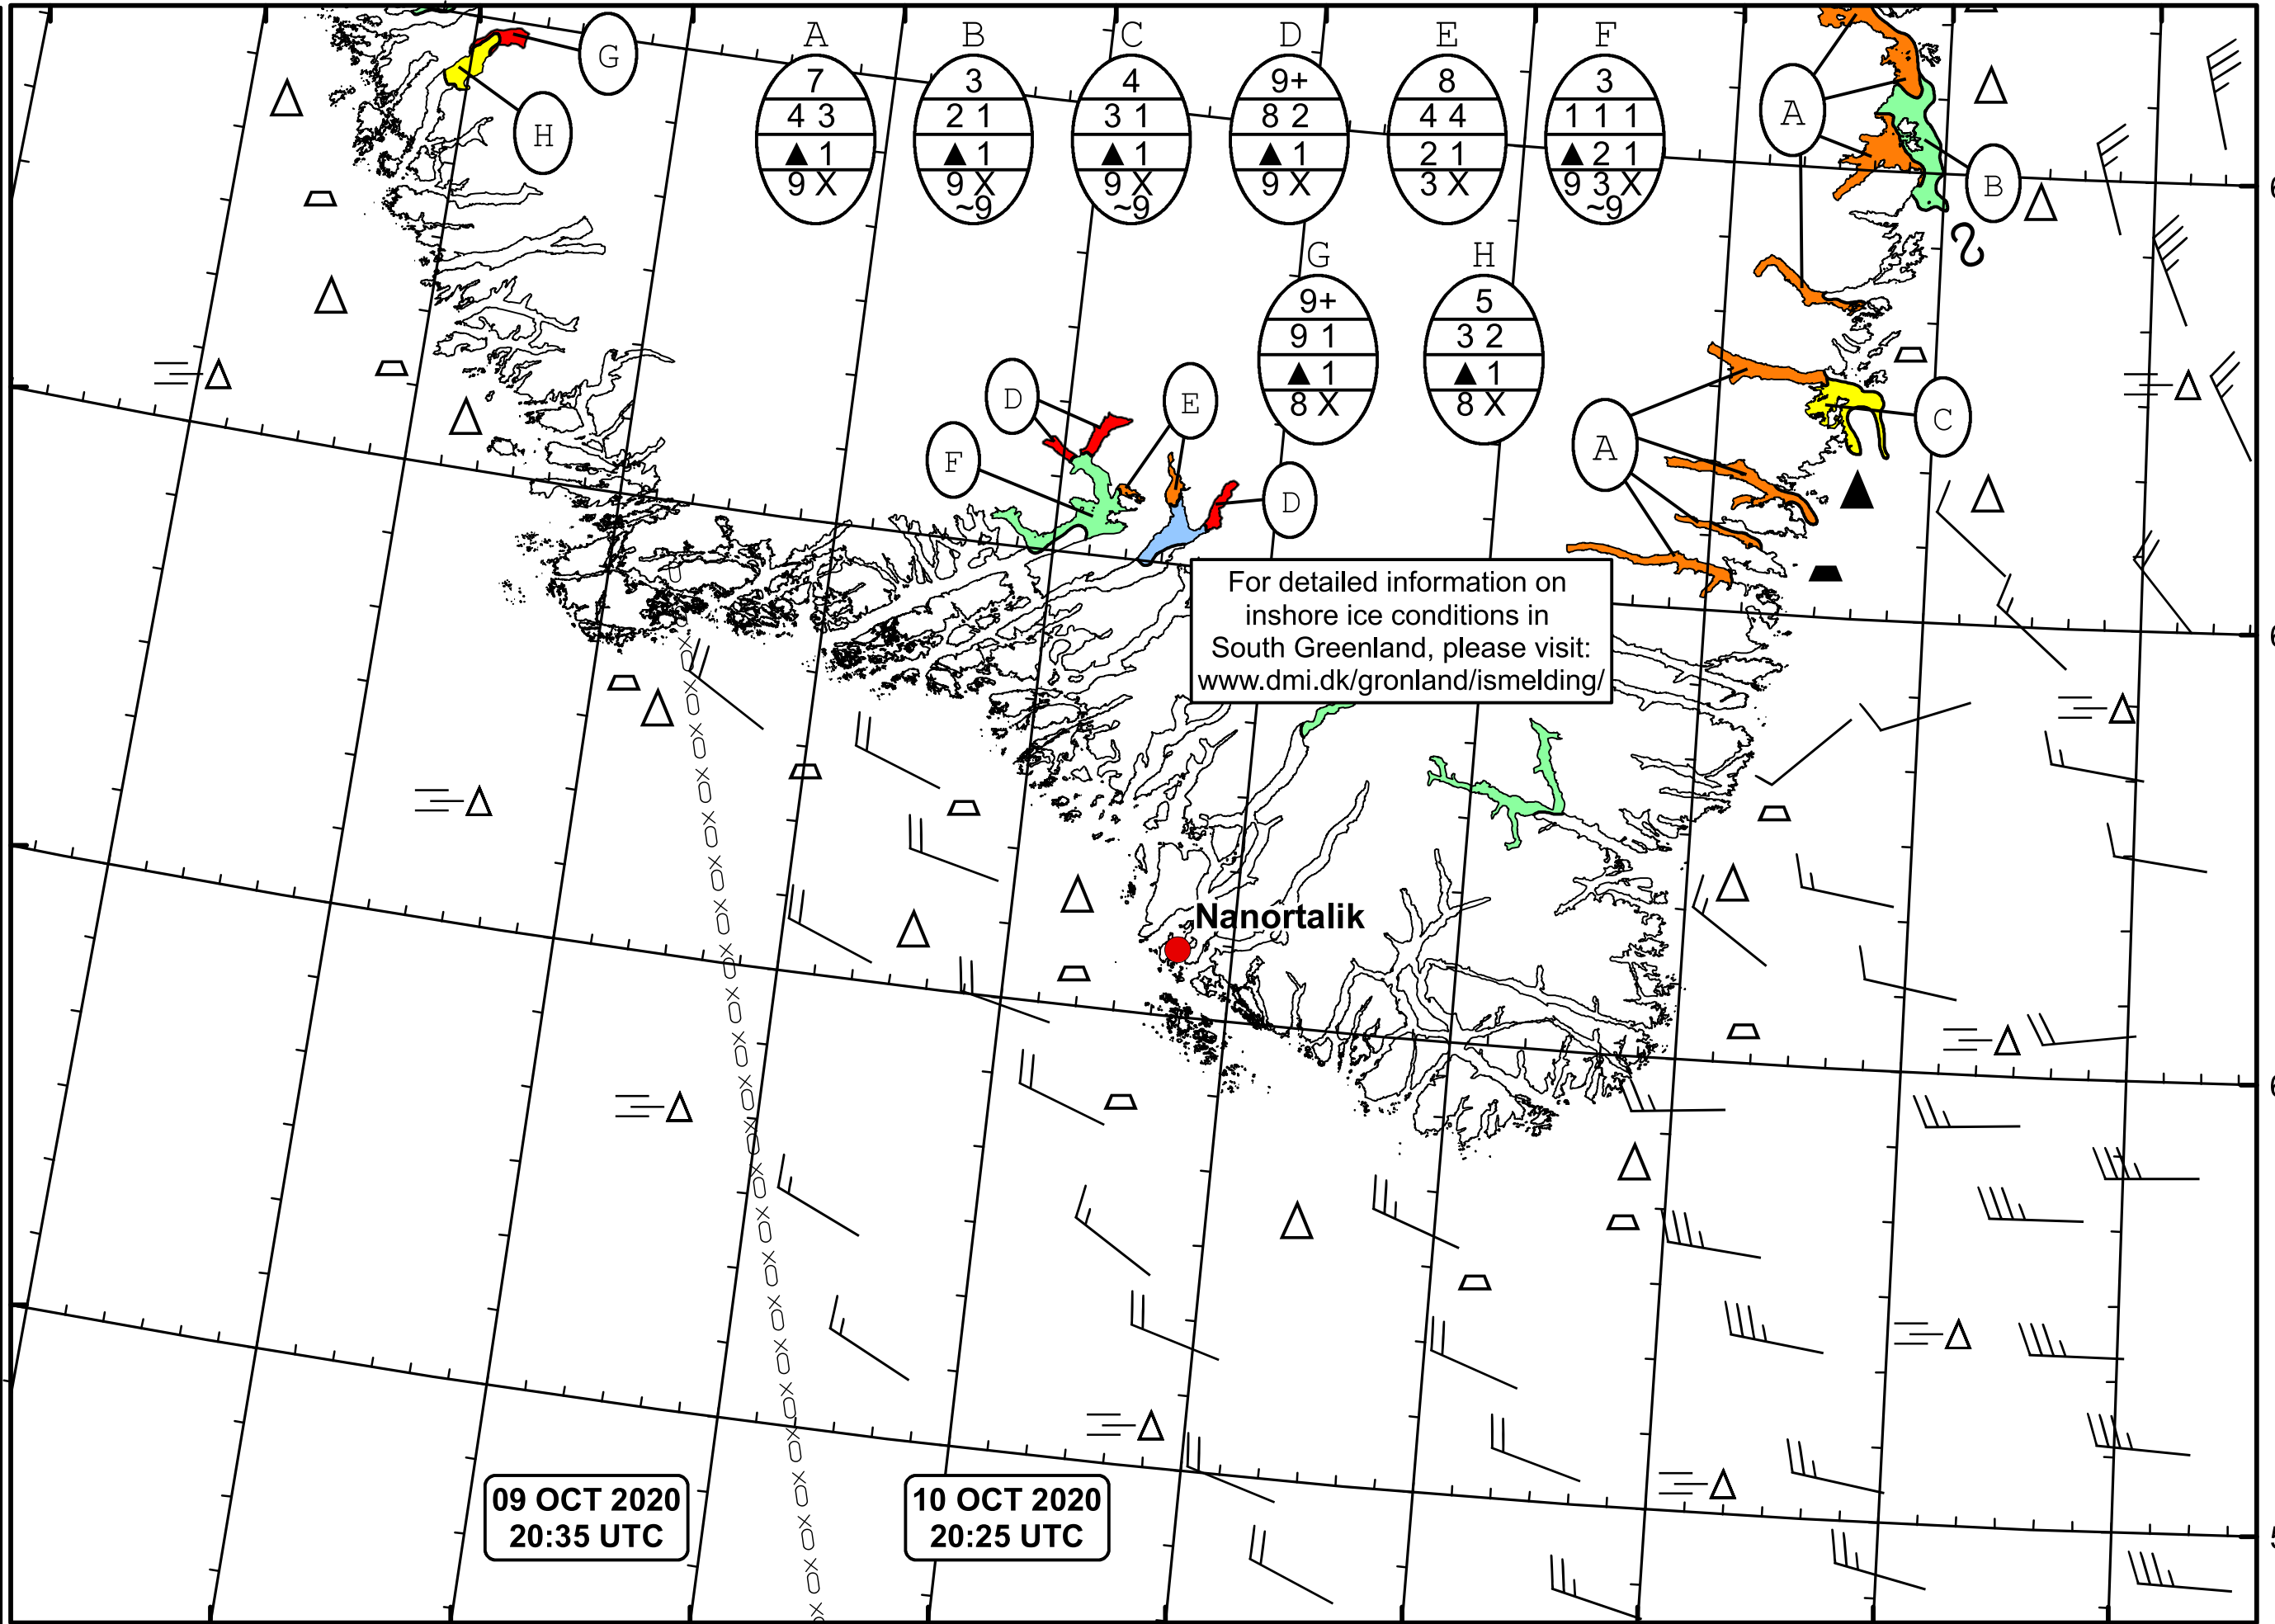 A B C D E F
7 3 4 9+ 8 3
4 3 2 1 3 1 8 2 4 4 1 1 1
▲ 1 ▲ 1 ▲ 1 ▲ 1 2 1 ▲ 2 1
9 X 9 X 9 X 9 X 3 X 9 3 X
~9 ~9 ~9
G H
9+ 5
9 1 3 2
▲ 1 ▲ 1
8 X 8 X
G
H
A
B
D
E
F
D
C
A
For detailed information on
inshore ice conditions in
South Greenland, please visit:
www.dmi.dk/gronland/ismelding/
Nanortalik
09 OCT 2020
20:35 UTC
10 OCT 2020
20:25 UTC